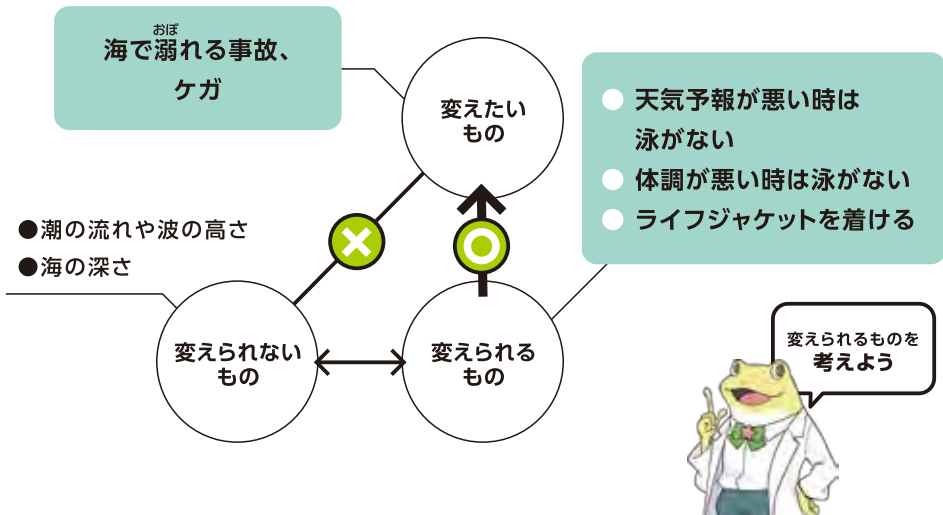 おぼ
海で溺れる事故、
ケガ
変えたい
もの
● 天気予報が悪い時は
泳がない
● 体調が悪い時は泳がない
● ライフジャケットを着ける
●潮の流れや波の高さ
●海の深さ
変えられない
もの
変えられる
もの
変えられるものを
考えよう